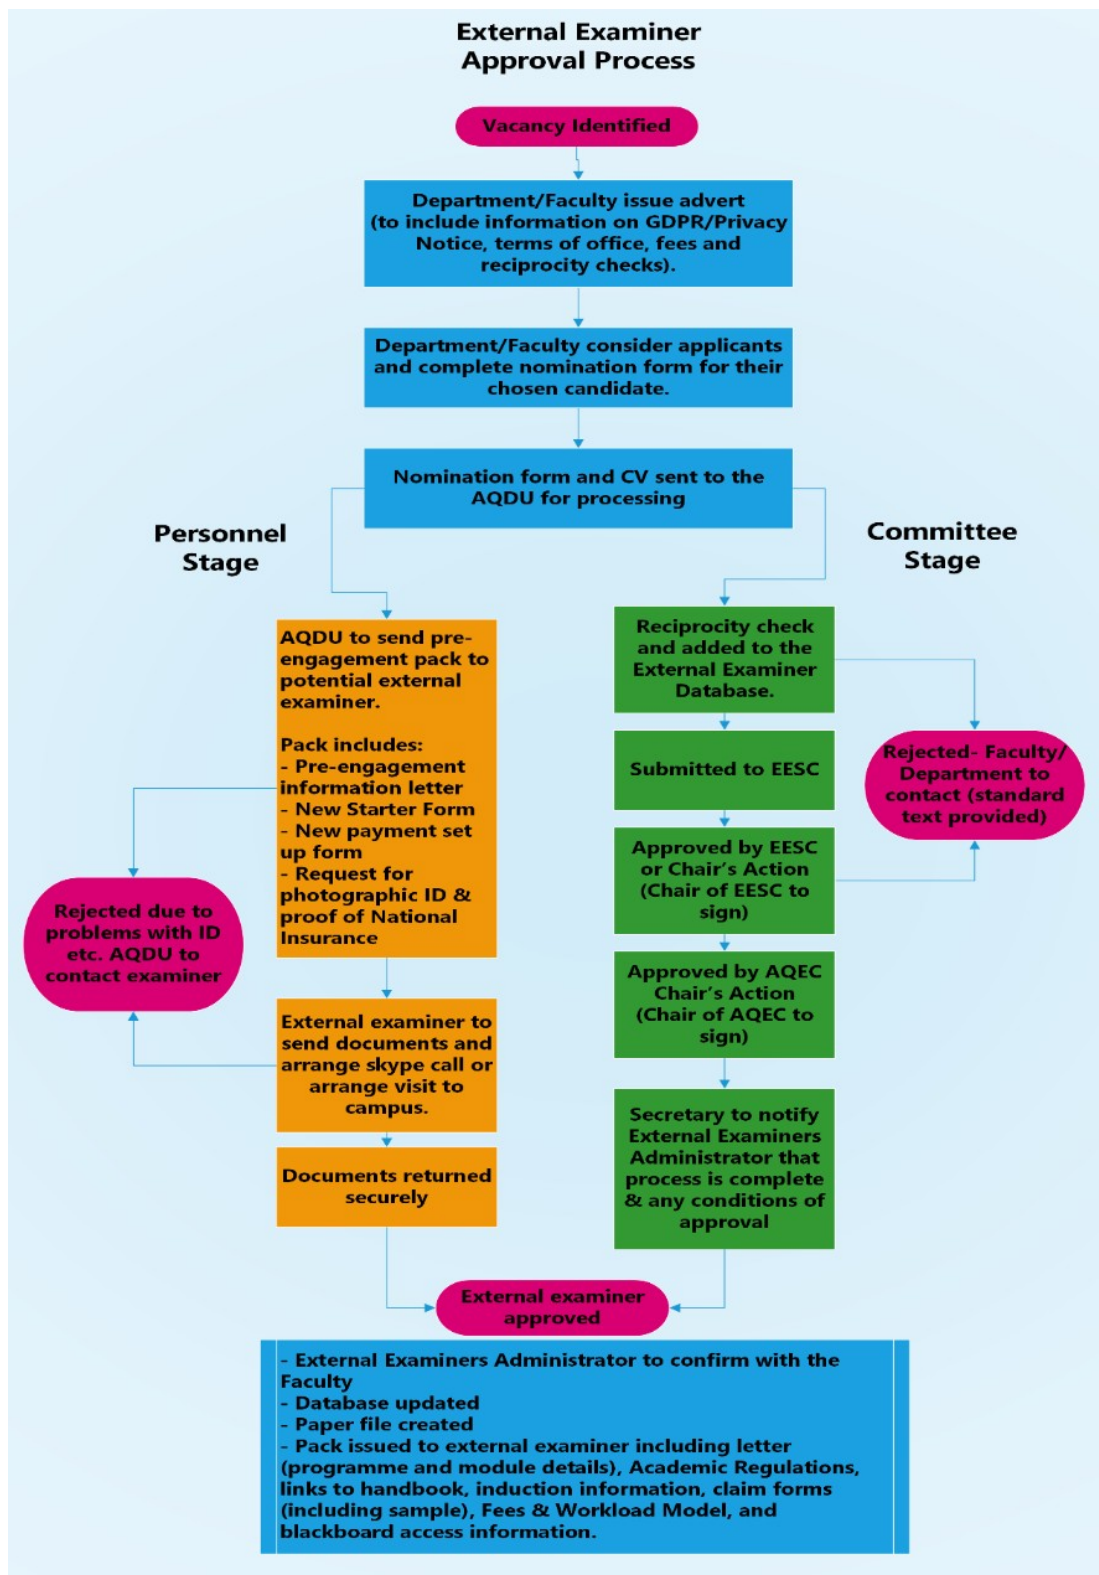 External Examiner
Approval Process
Vacancy Identified
Department/Faculty issue advert
(to include information on GDPR/Privacy
Notice, terms of office, fees and
reciprocity checks).
Department/Faculty consider applicants
and complete nomination form for their
chosen candidate.
Nomination form and CV sent to the
AQDU for processing
Personnel
Stage
AQDU to send pre-
engagement pack to
potential external
examiner.
Pack includes:
- Pre-engagement
information letter
- New Starter Form
- New payment set
up form
- Request for
photographic ID &
proof of National
Insurance
Rejected due to
problems with ID
etc. AQDU to
contact examiner
External examiner to
send documents and
arrange skype call or
arrange visit to
campus.
Documents returned
securely
Committee
Stage
Reciprocity check
and added to the
External Examiner
Database.
Submitted to EESC
Rejected- Faculty/
Department to
contact (standard
text provided)
Approved by EESC
or Chair's Action
(Chair of EESC to
sign)
Approved by AQEC
Chair's Action
(Chair of AQEC to
sign)
Secretary to notify
External Examiners
Administrator that
process is complete
& any conditions of
approval
External examiner
approved
- External Examiners Administrator to confirm with the
Faculty
- Database updated
- Paper file created
- Pack issued to external examiner including letter
(programme and module details), Academic Regulations,
links to handbook, induction information, claim forms
(including sample), Fees & Workload Model, and
blackboard access information.